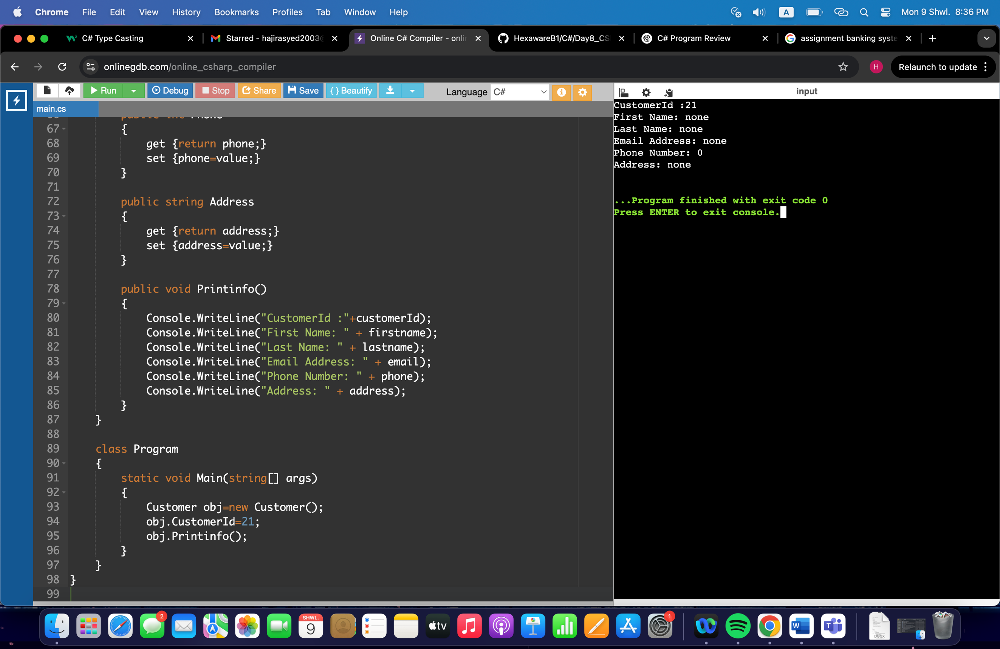 Chrome File Edit View History Bookmarks Profiles Tab Window Help A Mon 9 Shwl. 8:36 PM
C# Type Casting Starred - hajirasyed2003@ Online C# Compiler - onlin HexawareB1/C#/Day8_CS C# Program Review assignment banking syste
onlinegdb.com/online_csharp_compiler H Relaunch to update
Run Debug Stop Share Save { } Beautify Language C# input
main.cs
66 public int Phone
67 {
68 get {return phone;}
69 set {phone=value;}
70 }
71
72 public string Address
73 {
74 get {return address;}
75 set {address=value;}
76 }
77
78 public void Printinfo()
79 {
80 Console.WriteLine("CustomerId :"+customerId);
81 Console.WriteLine("First Name: " + firstname);
82 Console.WriteLine("Last Name: " + lastname);
83 Console.WriteLine("Email Address: " + email);
84 Console.WriteLine("Phone Number: " + phone);
85 Console.WriteLine("Address: " + address);
86 }
87 }
88
89 class Program
90 {
91 static void Main(string[] args)
92 {
93 Customer obj=new Customer();
94 obj.CustomerId=21;
95 obj.Printinfo();
96 }
97 }
98 }
99
CustomerId :21
First Name: none
Last Name: none
Email Address: none
Phone Number: 0
Address: none
...Program finished with exit code 0
Press ENTER to exit console.
2
SHWL.
9
tv
1
W
T
DOCX